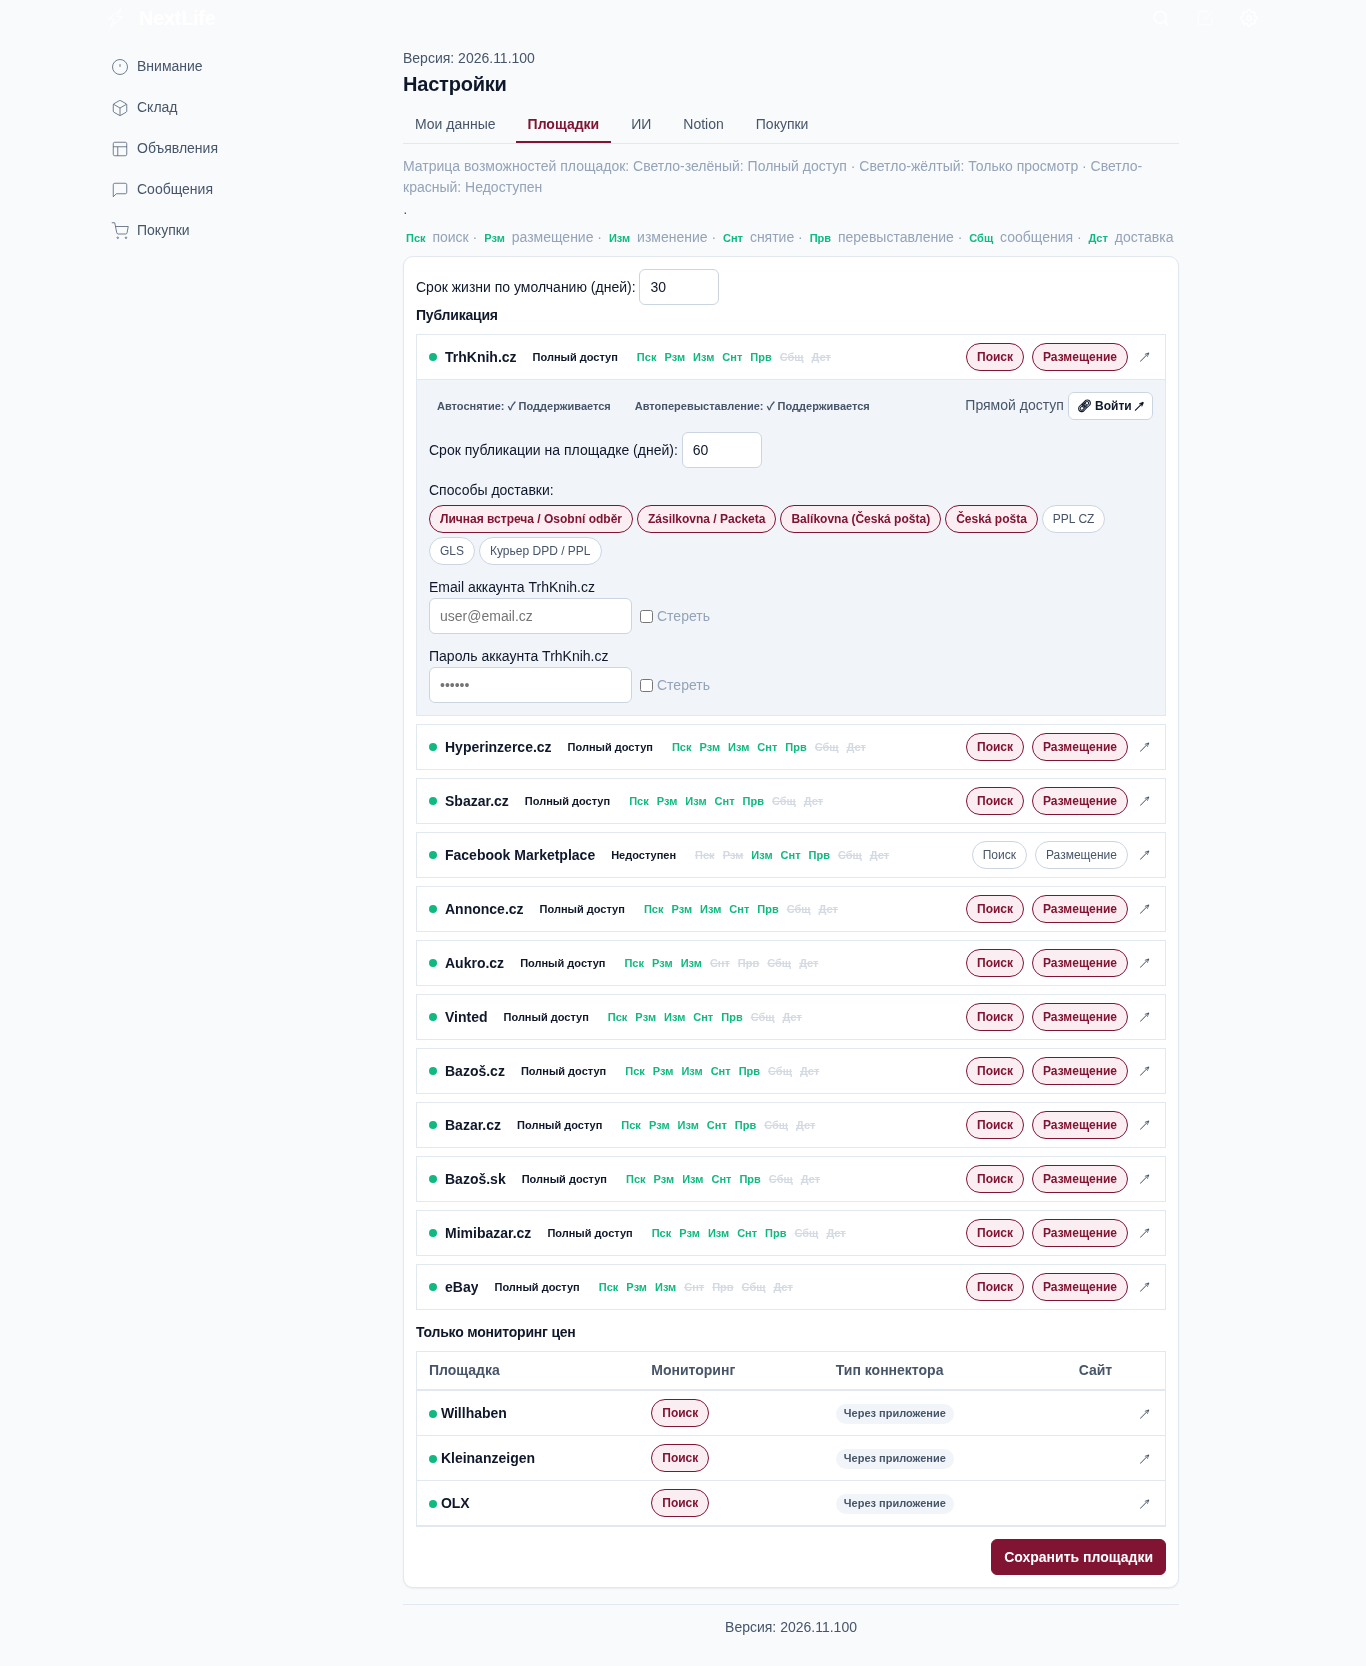 NextLife
Внимание
Склад
Объявления
Сообщения
Покупки
Версия: 2026.11.100
Настройки
Мои данные Площадки ИИ Notion Покупки
Матрица возможностей площадок: Светло-зелёный: Полный доступ · Светло-жёлтый: Только просмотр · Светло-
красный: Недоступен
·
Пск поиск · Рзм размещение · Изм изменение · Снт снятие · Прв перевыставление · Сбщ сообщения · Дст доставка
Срок жизни по умолчанию (дней): 30
Публикация
TrhKnih.cz Полный доступ Пск Рзм Изм Снт Прв Сбщ Дст Поиск Размещение ↗
Автоснятие: ✓ Поддерживается Автоперевыставление: ✓ Поддерживается Прямой доступ 🔗 Войти ↗
Срок публикации на площадке (дней): 60
Способы доставки:
Личная встреча / Osobní odběr Zásilkovna / Packeta Balíkovna (Česká pošta) Česká pošta PPL CZ
GLS Курьер DPD / PPL
Email аккаунта TrhKnih.cz
user@email.cz Стереть
Пароль аккаунта TrhKnih.cz
•••••• Стереть
Hyperinzerce.cz Полный доступ Пск Рзм Изм Снт Прв Сбщ Дст Поиск Размещение ↗
Sbazar.cz Полный доступ Пск Рзм Изм Снт Прв Сбщ Дст Поиск Размещение ↗
Facebook Marketplace Недоступен Пск Рзм Изм Снт Прв Сбщ Дст Поиск Размещение ↗
Annonce.cz Полный доступ Пск Рзм Изм Снт Прв Сбщ Дст Поиск Размещение ↗
Aukro.cz Полный доступ Пск Рзм Изм Снт Прв Сбщ Дст Поиск Размещение ↗
Vinted Полный доступ Пск Рзм Изм Снт Прв Сбщ Дст Поиск Размещение ↗
Bazoš.cz Полный доступ Пск Рзм Изм Снт Прв Сбщ Дст Поиск Размещение ↗
Bazar.cz Полный доступ Пск Рзм Изм Снт Прв Сбщ Дст Поиск Размещение ↗
Bazoš.sk Полный доступ Пск Рзм Изм Снт Прв Сбщ Дст Поиск Размещение ↗
Mimibazar.cz Полный доступ Пск Рзм Изм Снт Прв Сбщ Дст Поиск Размещение ↗
eBay Полный доступ Пск Рзм Изм Снт Прв Сбщ Дст Поиск Размещение ↗
Только мониторинг цен
Площадка Мониторинг Тип коннектора Сайт
Willhaben Поиск Через приложение ↗
Kleinanzeigen Поиск Через приложение ↗
OLX Поиск Через приложение ↗
Сохранить площадки
Версия: 2026.11.100